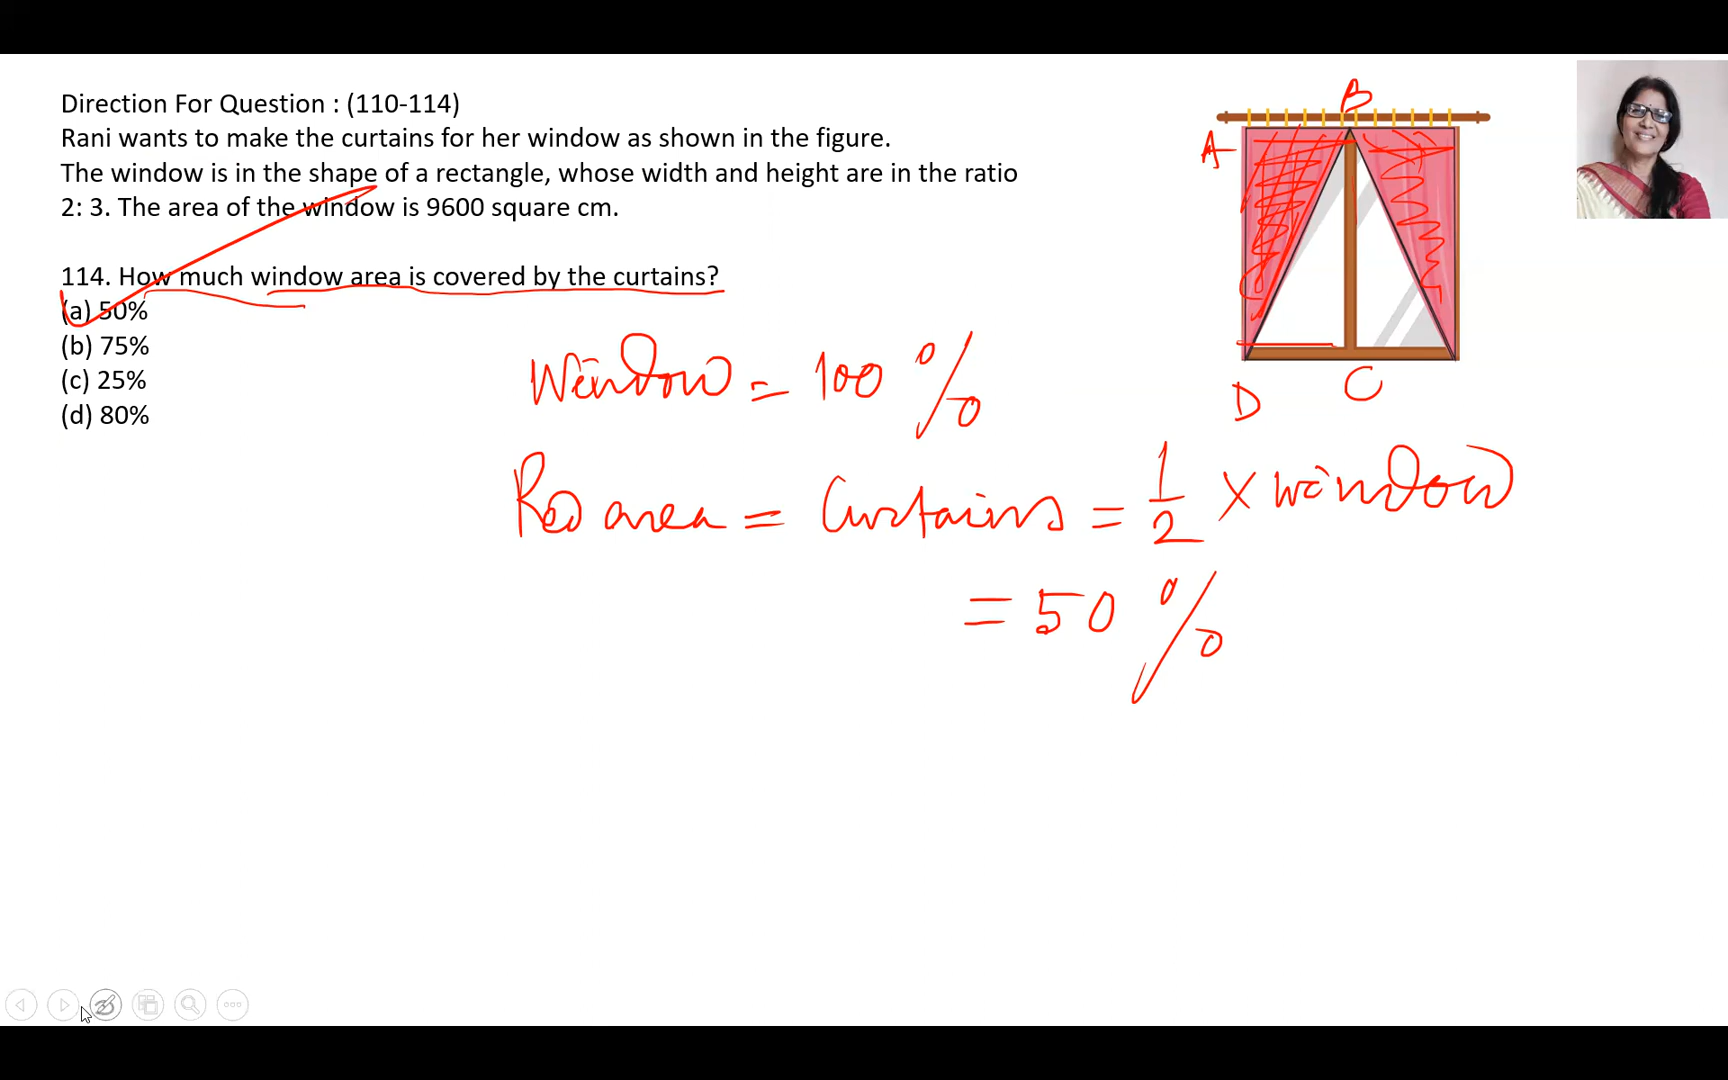 Direction For Question : (110-114)
Rani wants to make the curtains for her window as shown in the figure.
The window is in the shape of a rectangle, whose width and height are in the ratio
2: 3. The area of the window is 9600 square cm.
114. How much window area is covered by the curtains?
(a) 50%
(b) 75%
(c) 25%
(d) 80%
B
A
D C
Window = 100 %
Red area = Curtains = 1/2 × window
= 50 %